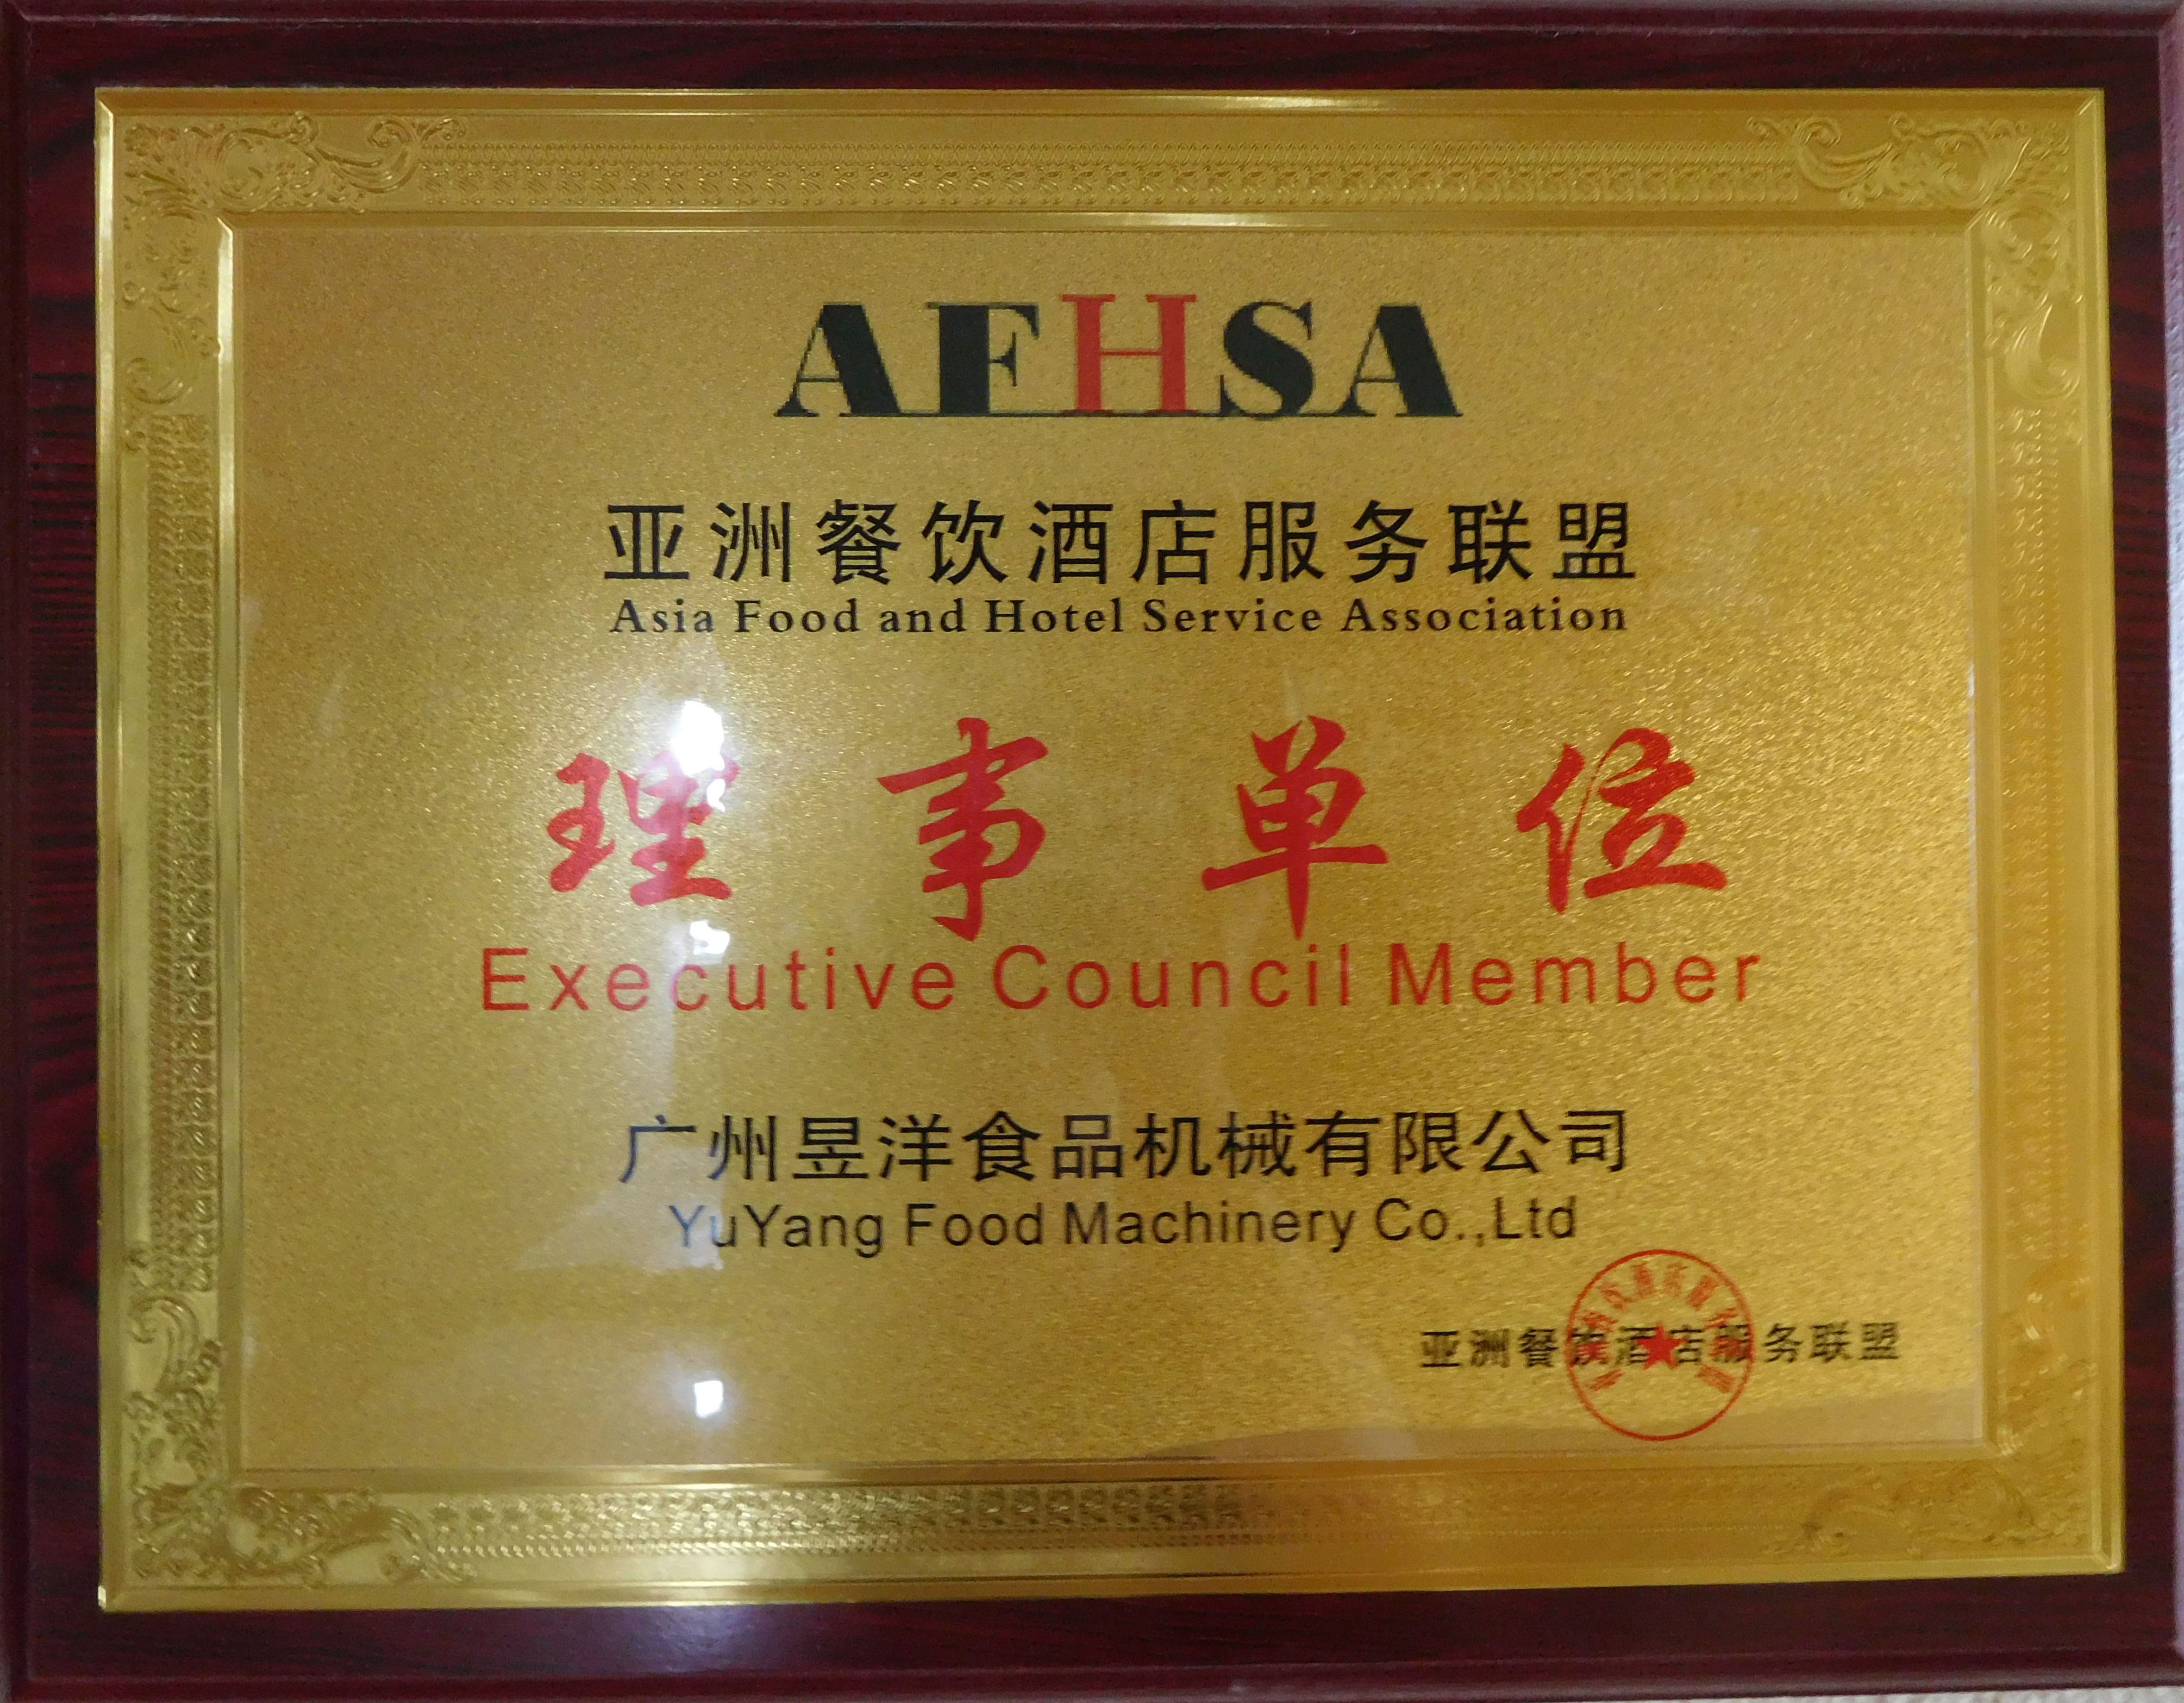 AFHSA
亚洲餐饮酒店服务联盟
Asia Food and Hotel Service Association
理事单位
Executive Council Member
广州昱洋食品机械有限公司
YuYang Food Machinery Co.,Ltd
亚洲餐饮酒店服务联盟